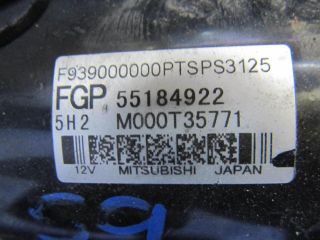 F939000000PTSPS3125
FGP 55184922
5H2 M000T35771
12V MITSUBISHI JAPAN